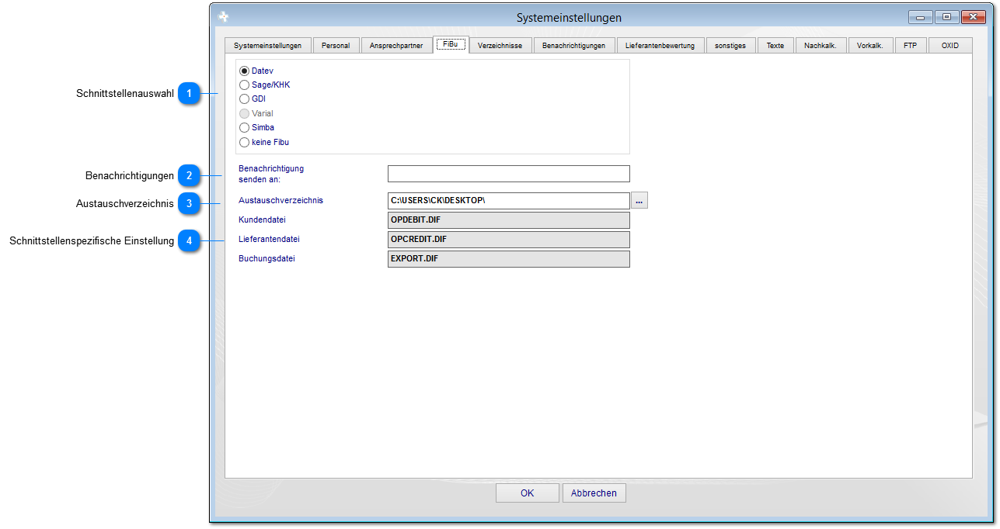 Systemeinstellungen
Systemeinstellungen Personal Ansprechpartner FiBu Verzeichnisse Benachrichtigungen Lieferantenbewertung sonstiges Texte Nachkalk. Vorkalk. FTP OXID
Datev
Sage/KHK
GDI
Varial
Simba
keine Fibu
Schnittstellenauswahl 1
Benachrichtigungen 2
Benachrichtigung
senden an:
Austauschverzeichnis 3
Austauschverzeichnis C:\USERS\CK\DESKTOP\ ...
Kundendatei OPDEBIT.DIF
Schnittstellenspezifische Einstellung 4
Lieferantendatei OPCREDIT.DIF
Buchungsdatei EXPORT.DIF
OK Abbrechen